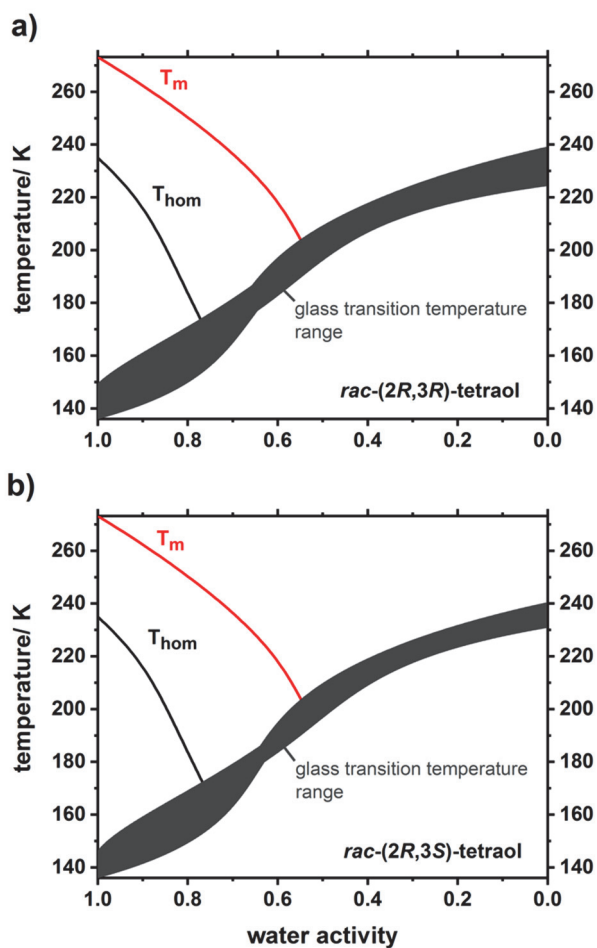 a)
temperature/ K
260
240
220
200
180
160
140
260
240
220
200
180
160
140
Tm
Thom
glass transition temperature
range
rac-(2R,3R)-tetraol
1.0 0.8 0.6 0.4 0.2 0.0
b)
temperature/ K
260
240
220
200
180
160
140
260
240
220
200
180
160
140
Tm
Thom
glass transition temperature
range
rac-(2R,3S)-tetraol
1.0 0.8 0.6 0.4 0.2 0.0
water activity